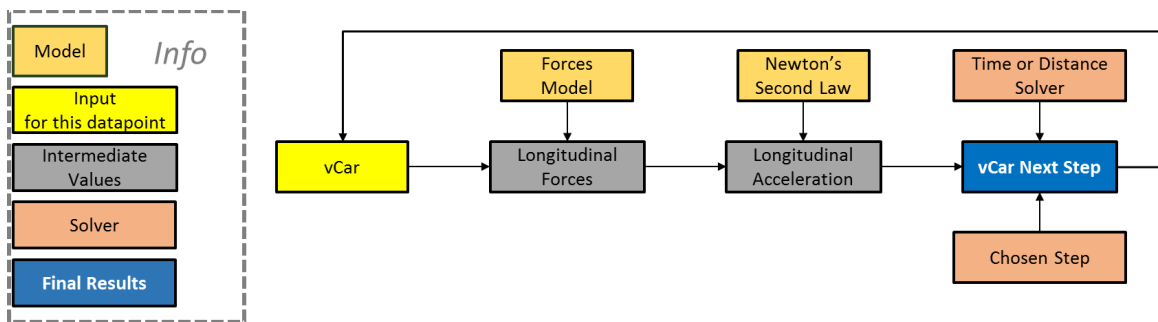 Info
Model
Input
for this datapoint
Intermediate
Values
Solver
Final Results
Forces
Model
Newton's
Second Law
Time or Distance
Solver
vCar
Longitudinal
Forces
Longitudinal
Acceleration
vCar Next Step
Chosen Step